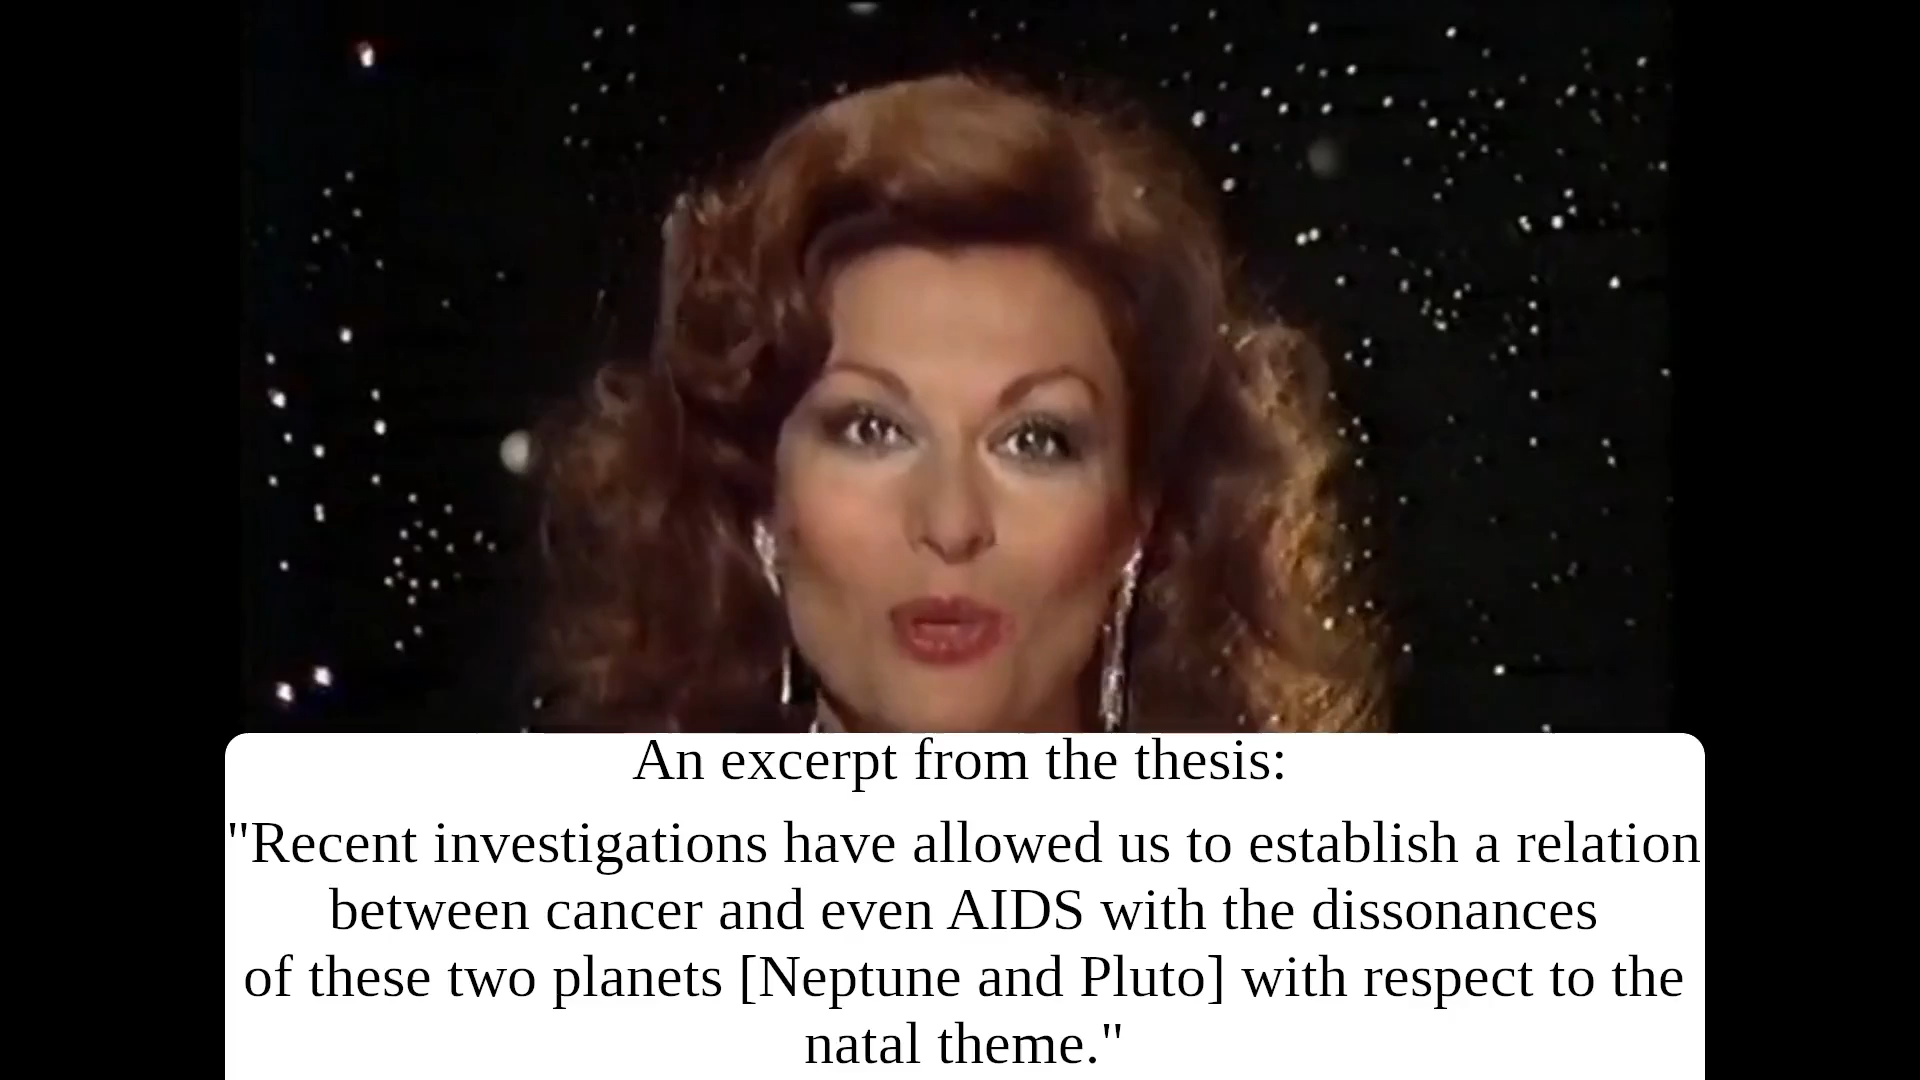 An excerpt from the thesis:
"Recent investigations have allowed us to establish a relation
between cancer and even AIDS with the dissonances
of these two planets [Neptune and Pluto] with respect to the
natal theme."